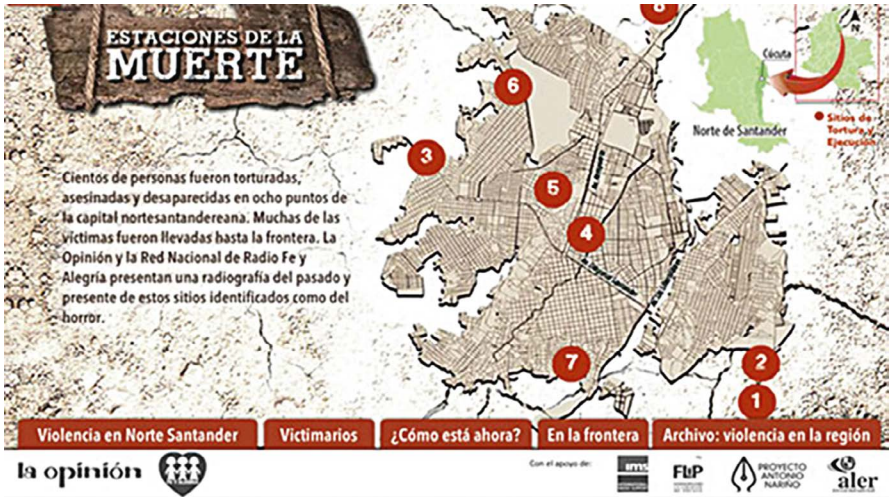 ESTACIONES DE LA
MUERTE
Cientos de personas fueron torturadas,
asesinadas y desaparecidas en ocho puntos de
la capital nortesantandereana. Muchas de las
víctimas fueron llevadas hasta la frontera. La
Opinión y la Red Nacional de Radio Fe y
Alegría presentan una radiografía del pasado y
presente de estos sitios identificados como del
horror.
8
6
3
5
4
7
2
1
N
Cúcuta
Norte de Santander
Sitios de
Tortura y
Ejecución
Violencia en Norte Santander
Victimarios
¿Cómo está ahora?
En la frontera
Archivo: violencia en la región
la opinión
Con el apoyo de:
ims
FLIP
PROYECTO
ANTONIO
NARIÑO
aler